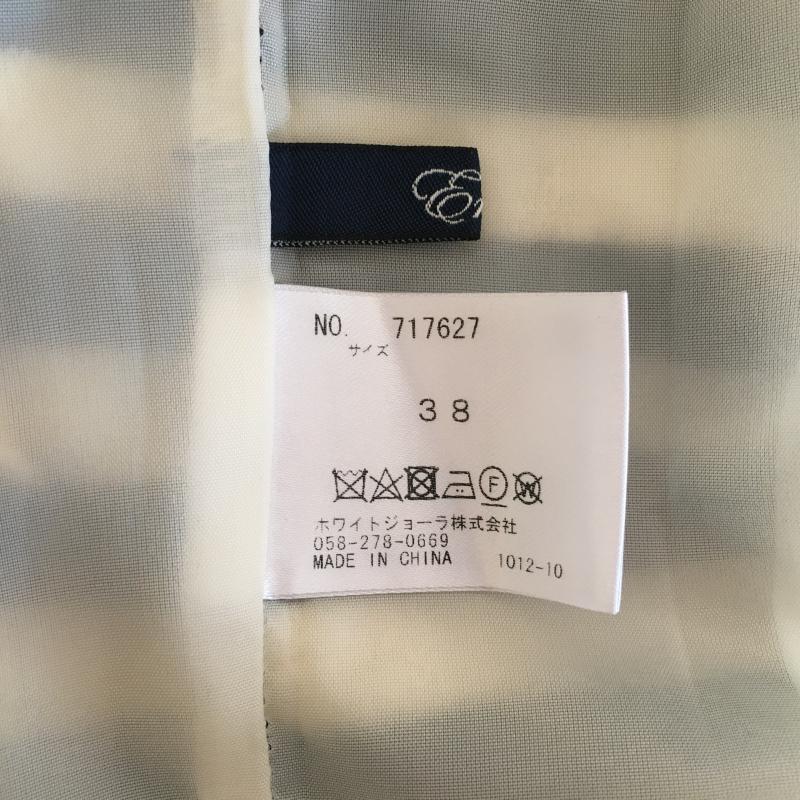 NO. 717627
サイズ
38
F W
ホワイトジョーラ株式会社
058-278-0669
MADE IN CHINA 1012-10